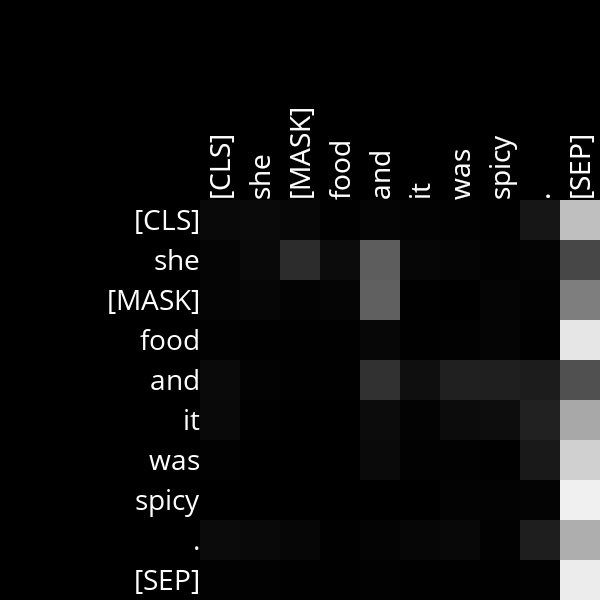 [CLS] she [MASK] food and it was spicy . [SEP]
[CLS]
she
[MASK]
food
and
it
was
spicy
.
[SEP]